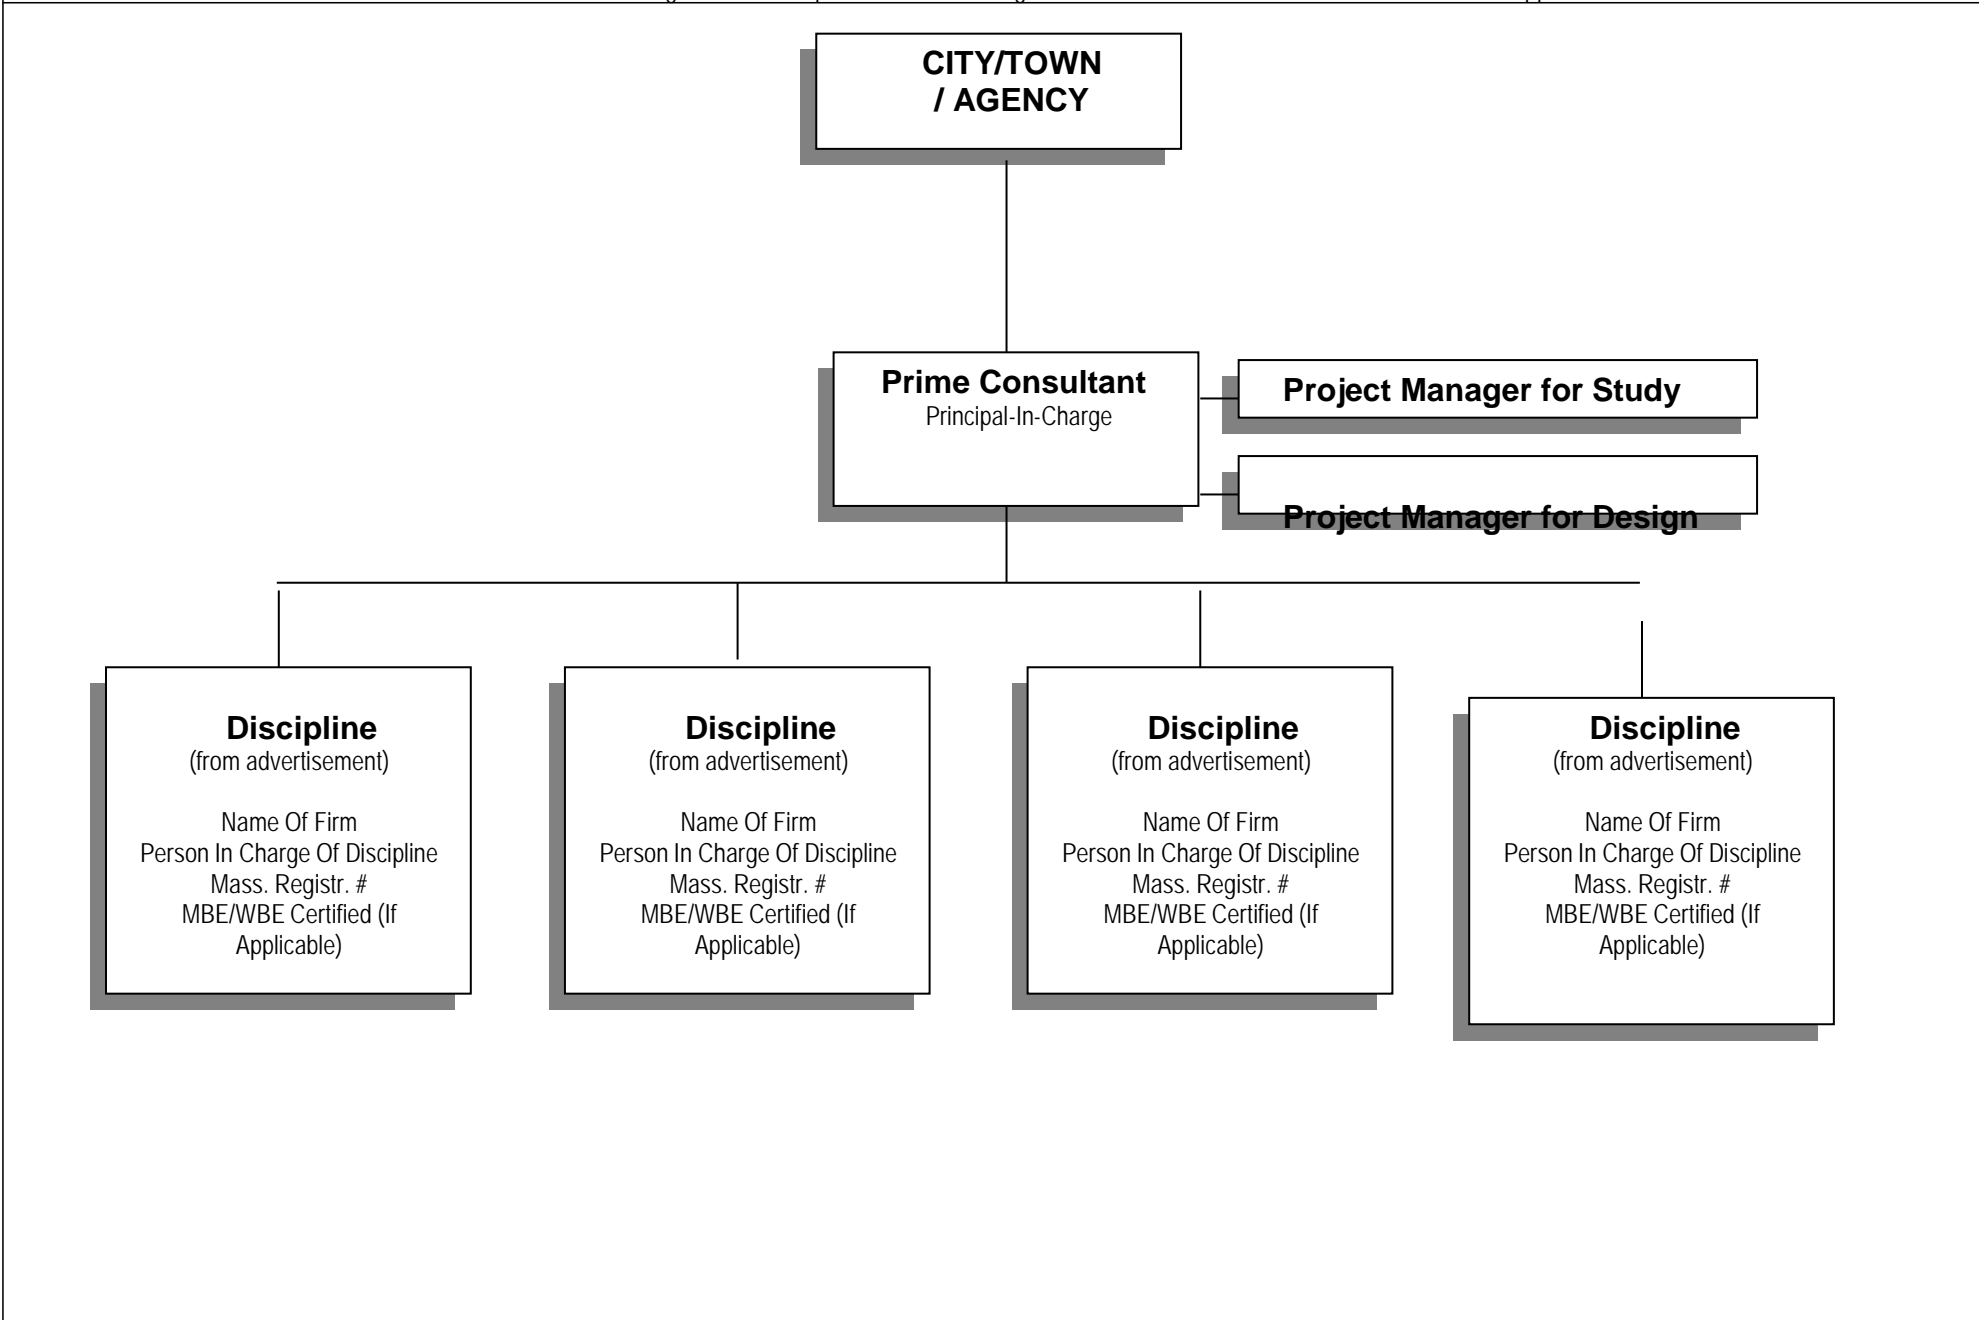 CITY/TOWN
/ AGENCY
Prime Consultant
Principal-In-Charge
Project Manager for Study
Project Manager for Design
Discipline
(from advertisement)
Name Of Firm
Person In Charge Of Discipline
Mass. Registr. #
MBE/WBE Certified (If
Applicable)
Discipline
(from advertisement)
Name Of Firm
Person In Charge Of Discipline
Mass. Registr. #
MBE/WBE Certified (If
Applicable)
Discipline
(from advertisement)
Name Of Firm
Person In Charge Of Discipline
Mass. Registr. #
MBE/WBE Certified (If
Applicable)
Discipline
(from advertisement)
Name Of Firm
Person In Charge Of Discipline
Mass. Registr. #
MBE/WBE Certified (If
Applicable)